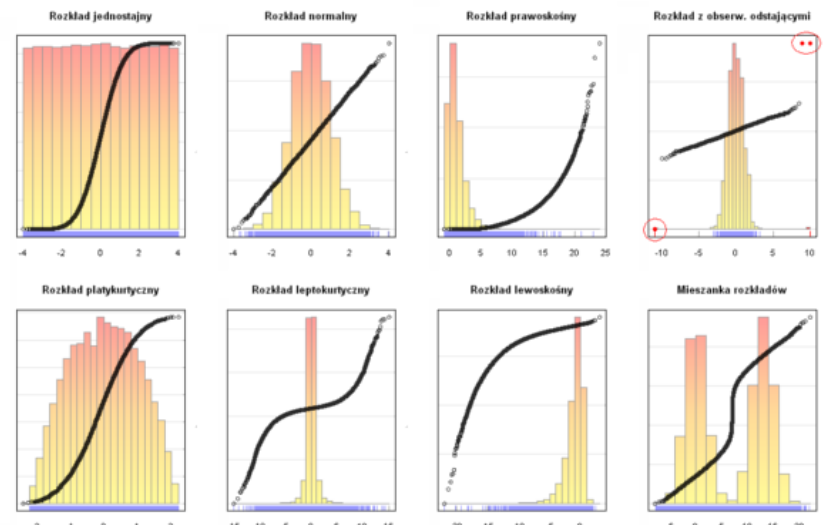 Rozkład jednostajny
Rozkład normalny
Rozkład prawoskośny
Rozkład z obserw. odstającymi
-4 -2 0 2 4
-4 -2 0 2 4
0 5 10 15 20 25
-10 -5 0 5 10
Rozkład platykurtyczny
Rozkład leptokurtyczny
Rozkład lewoskośny
Mieszanka rozkładów